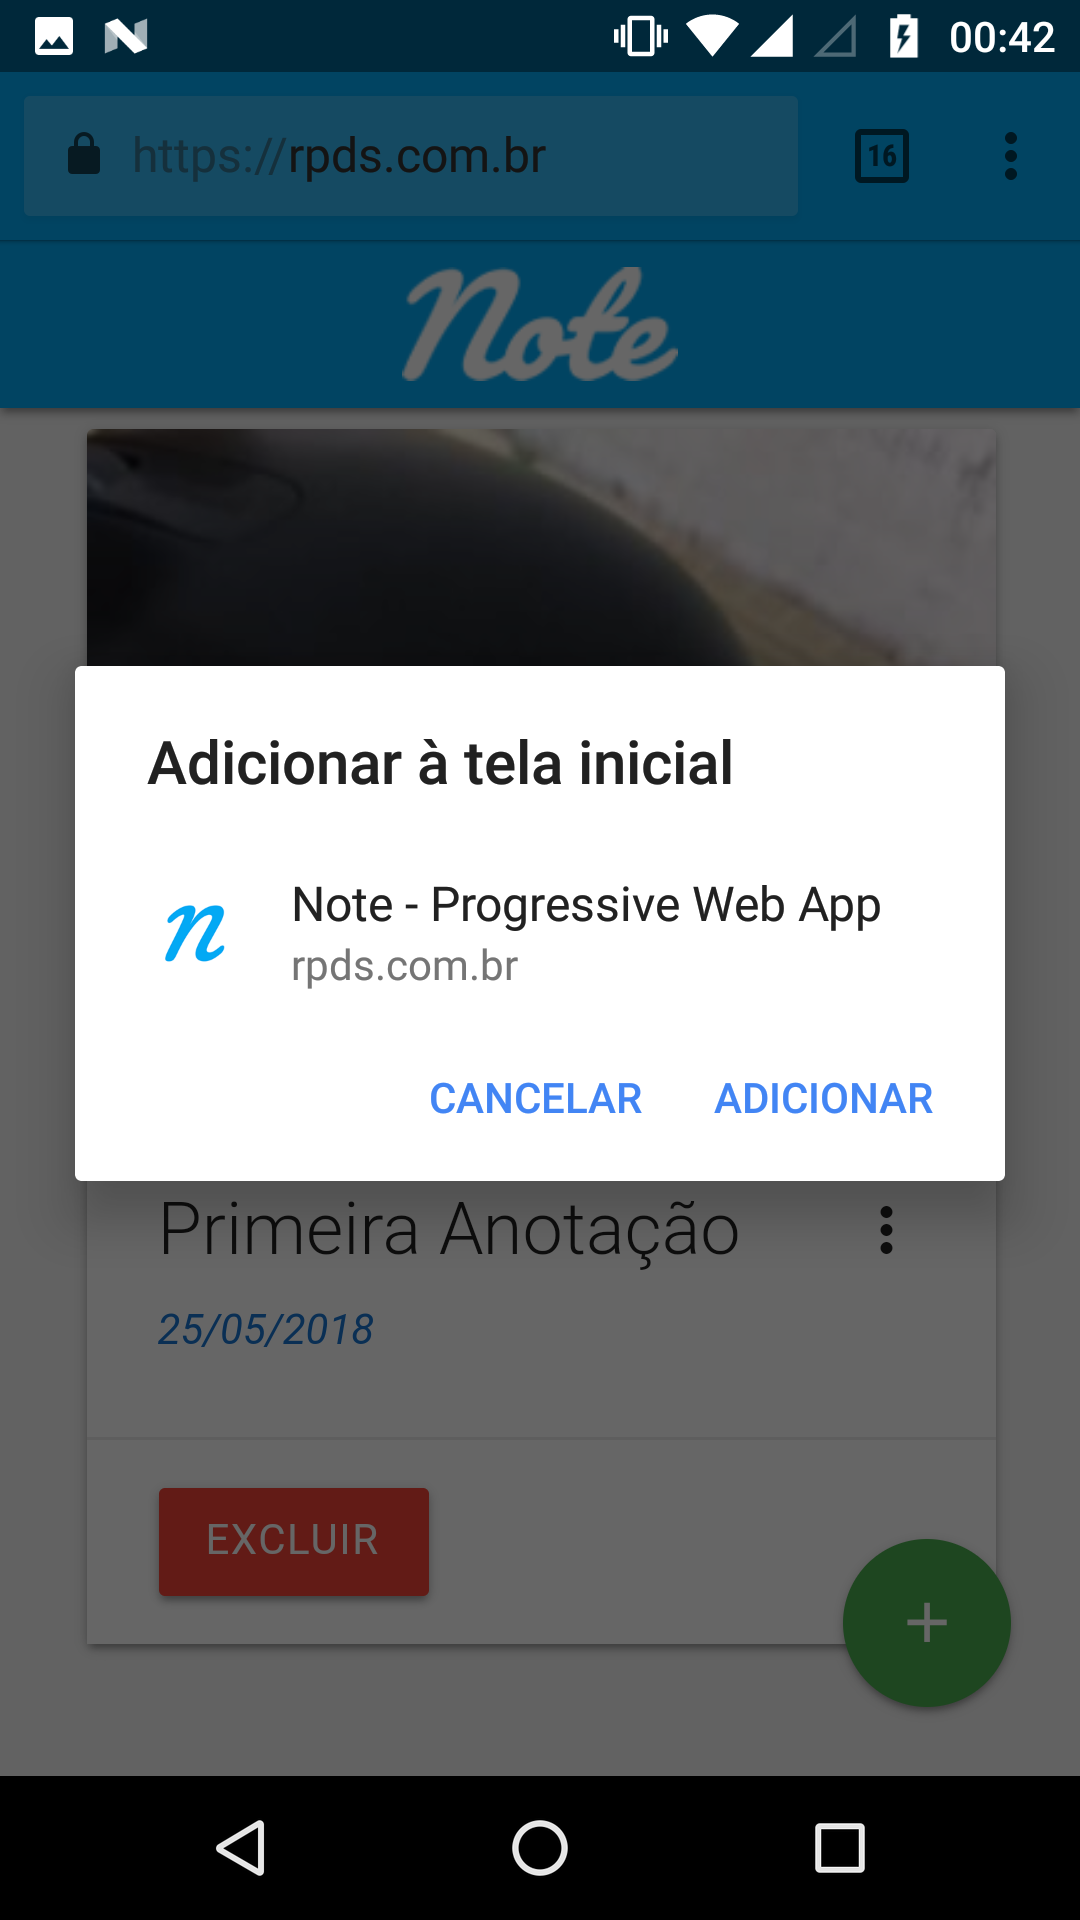 00:42
https://rpds.com.br
16
Note
Adicionar à tela inicial
n
Note - Progressive Web App
rpds.com.br
CANCELAR ADICIONAR
Primeira Anotação
25/05/2018
EXCLUIR
+